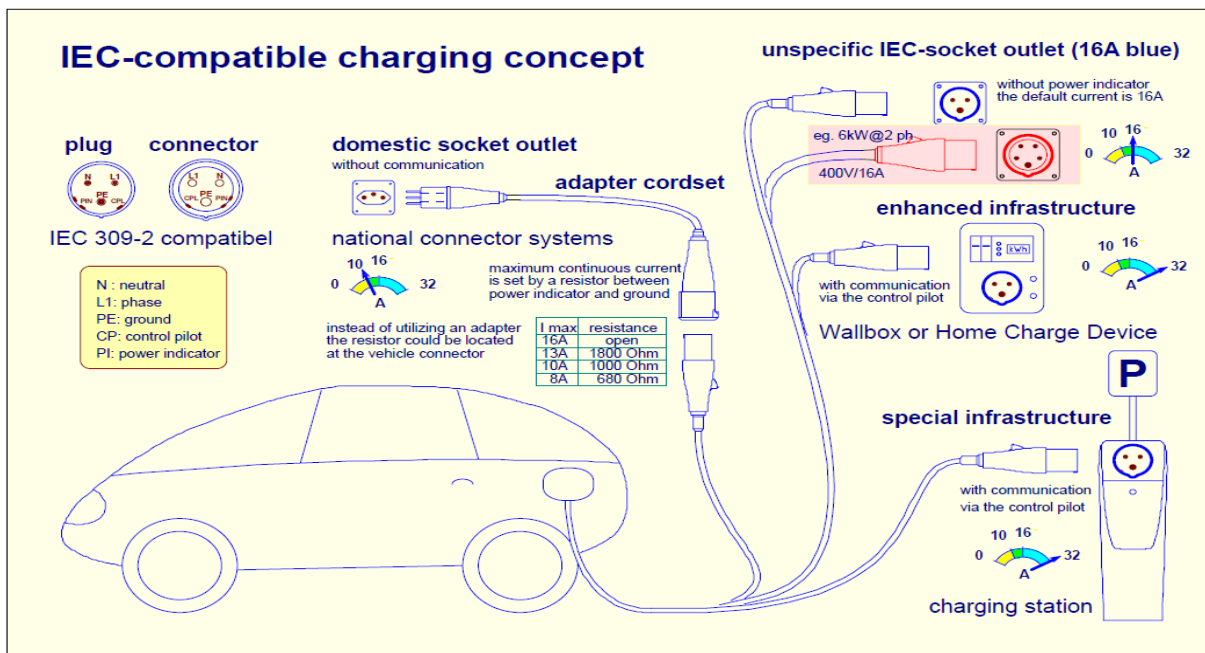 IEC-compatible charging concept
plug
connector
N
L1
PE
PIN
CPL
L1
N
PE
CPL
PIN
IEC 309-2 compatibel
N : neutral
L1: phase
PE: ground
CP: control pilot
PI: power indicator
domestic socket outlet
without communication
adapter cordset
national connector systems
0
10
16
32
A
maximum continuous current
is set by a resistor between
power indicator and ground
instead of utilizing an adapter
the resistor could be located
at the vehicle connector
I max resistance
16A open
13A 1800 Ohm
10A 1000 Ohm
8A 680 Ohm
unspecific IEC-socket outlet (16A blue)
without power indicator
the default current is 16A
eg. 6kW@2 ph
400V/16A
0
10
16
32
A
enhanced infrastructure
kWh
with communication
via the control pilot
0
10
16
32
A
Wallbox or Home Charge Device
P
special infrastructure
with communication
via the control pilot
0
10
16
32
A
charging station